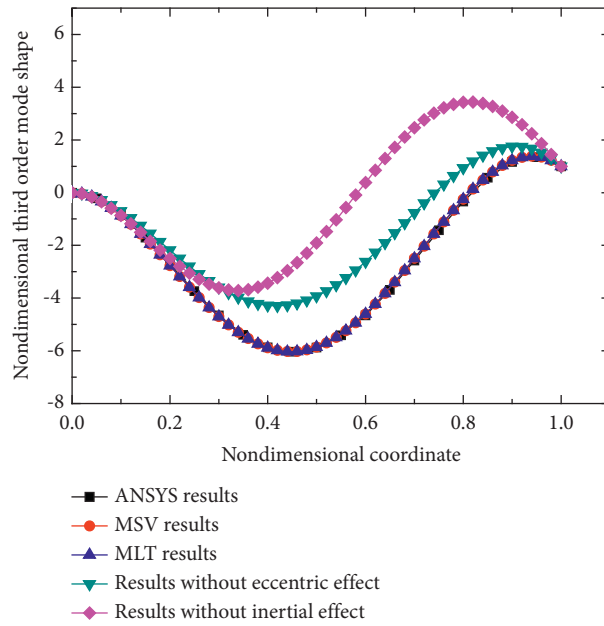 6
4
2
0
-2
-4
-6
-8
Nondimensional third order mode shape
0.0 0.2 0.4 0.6 0.8 1.0
Nondimensional coordinate
ANSYS results
MSV results
MLT results
Results without eccentric effect
Results without inertial effect